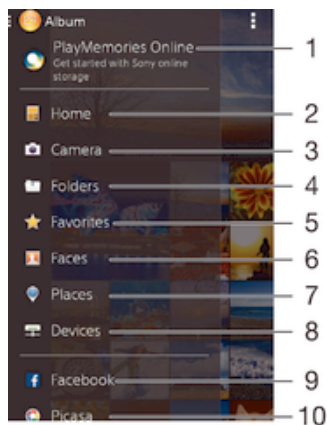 Album
PlayMemories Online 1
Get started with Sony online
storage
Home 2
Camera 3
Folders 4
Favorites 5
Faces 6
Places 7
Devices 8
Facebook 9
Picasa 10